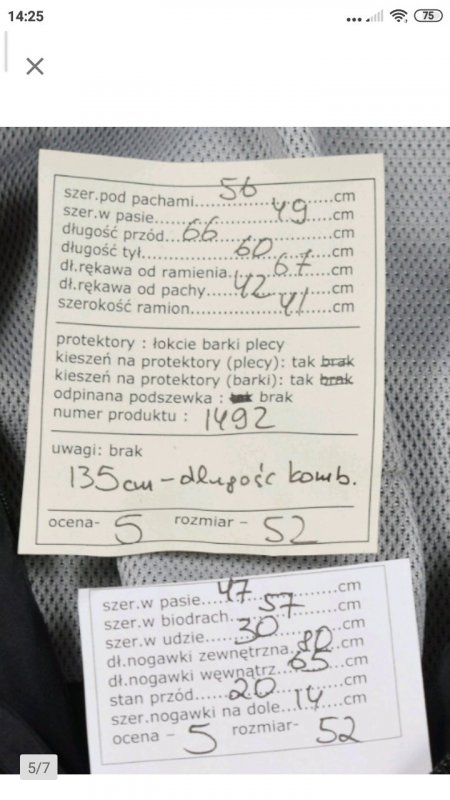 14:25
75
szer.pod pachami......56......cm
szer.w pasie......49......cm
długość przód...66......cm
długość tył......60......cm
dł.rękawa od ramienia...67...cm
dł.rękawa od pachy...42......cm
szerokość ramion......41......cm
protektory : łokcie barki plecy
kieszeń na protektory (plecy): tak brak
kieszeń na protektory (barki): tak brak
odpinana podszewka : tak brak
numer produktu : 1492
uwagi: brak
135cm - długość komb.
ocena- 5 rozmiar - 52
szer.w pasie...47......cm
szer.w biodrach...57......cm
szer.w udzie...30......cm
dł.nogawki zewnętrzna.80...cm
dł.nogawki węwnątrz..65...cm
stan przód...20......cm
szer.nogawki na dole...14...cm
ocena - 5 rozmiar- 52
5/7